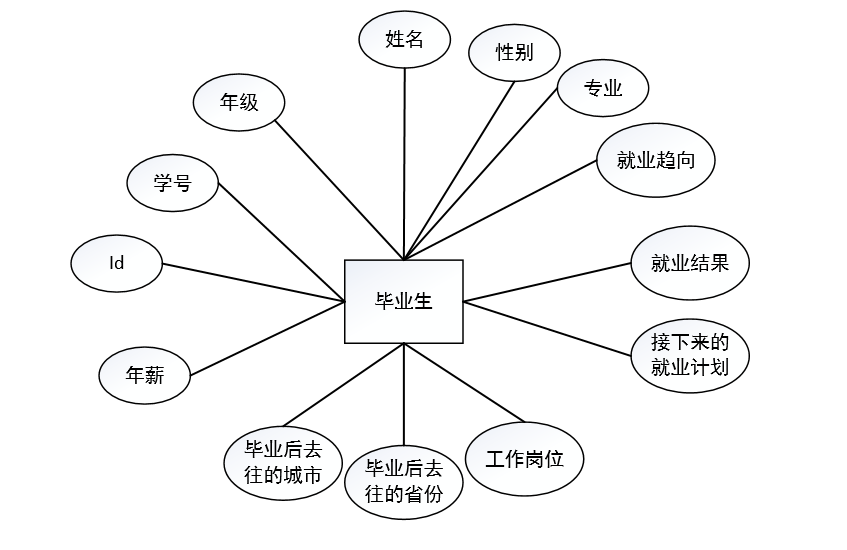 姓名
性别
专业
年级
就业趋向
学号
Id
就业结果
毕业生
接下来的
就业计划
年薪
毕业后去
往的城市
毕业后去
往的省份
工作岗位